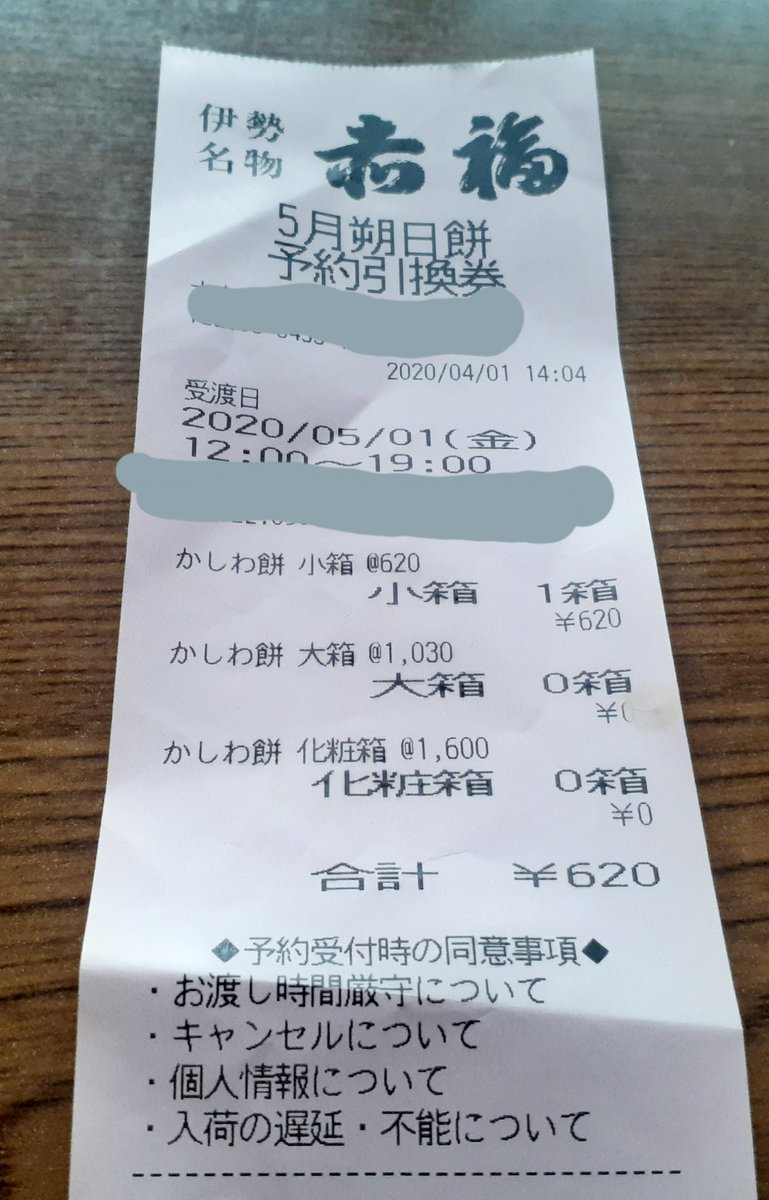 伊勢
名物
赤福
5月朔日餅
予約引換券
2020/04/01 14:04
受渡日
2020/05/01(金)
12:00～19:00
かしわ餅 小箱 @620
小箱 1箱
¥620
かしわ餅 大箱 @1,030
大箱 0箱
¥0
かしわ餅 化粧箱 @1,600
化粧箱 0箱
¥0
合計 ¥620
◆予約受付時の同意事項◆
・お渡し時間厳守について
・キャンセルについて
・個人情報について
・入荷の遅延・不能について